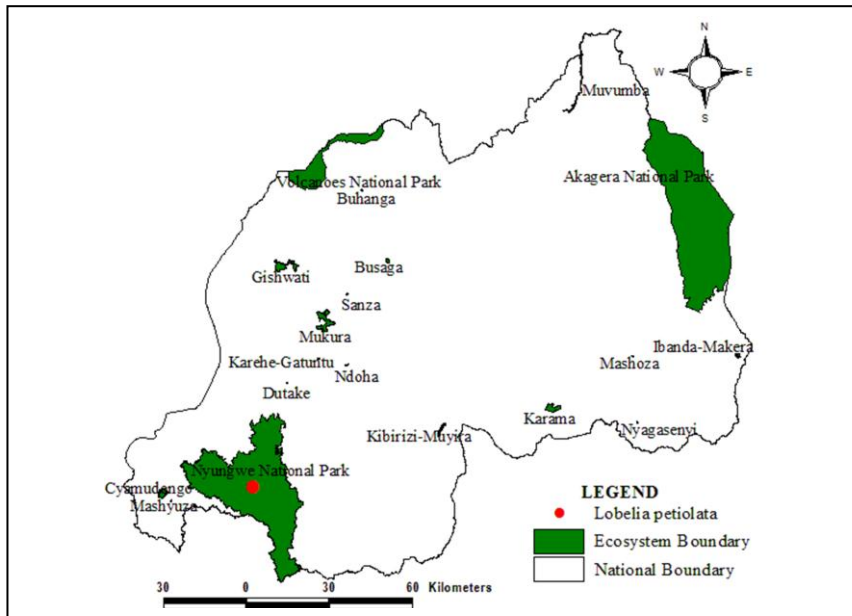 N
W E
S
Muvumba
Volcanoes National Park
Buhanga
Akagera National Park
Gishwati
Busaga
Sanza
Mukura
Karehe-Gaturitu
Ndoha
Dutake
Ibanda-Makera
Mashoza
Karama
Kibirizi-Muyira
Nyagasenyi
Nyungwe National Park
Cyamudongo
Mashyuza
LEGEND
Lobelia petiolata
Ecosystem Boundary
National Boundary
30 0 30 60 Kilometers